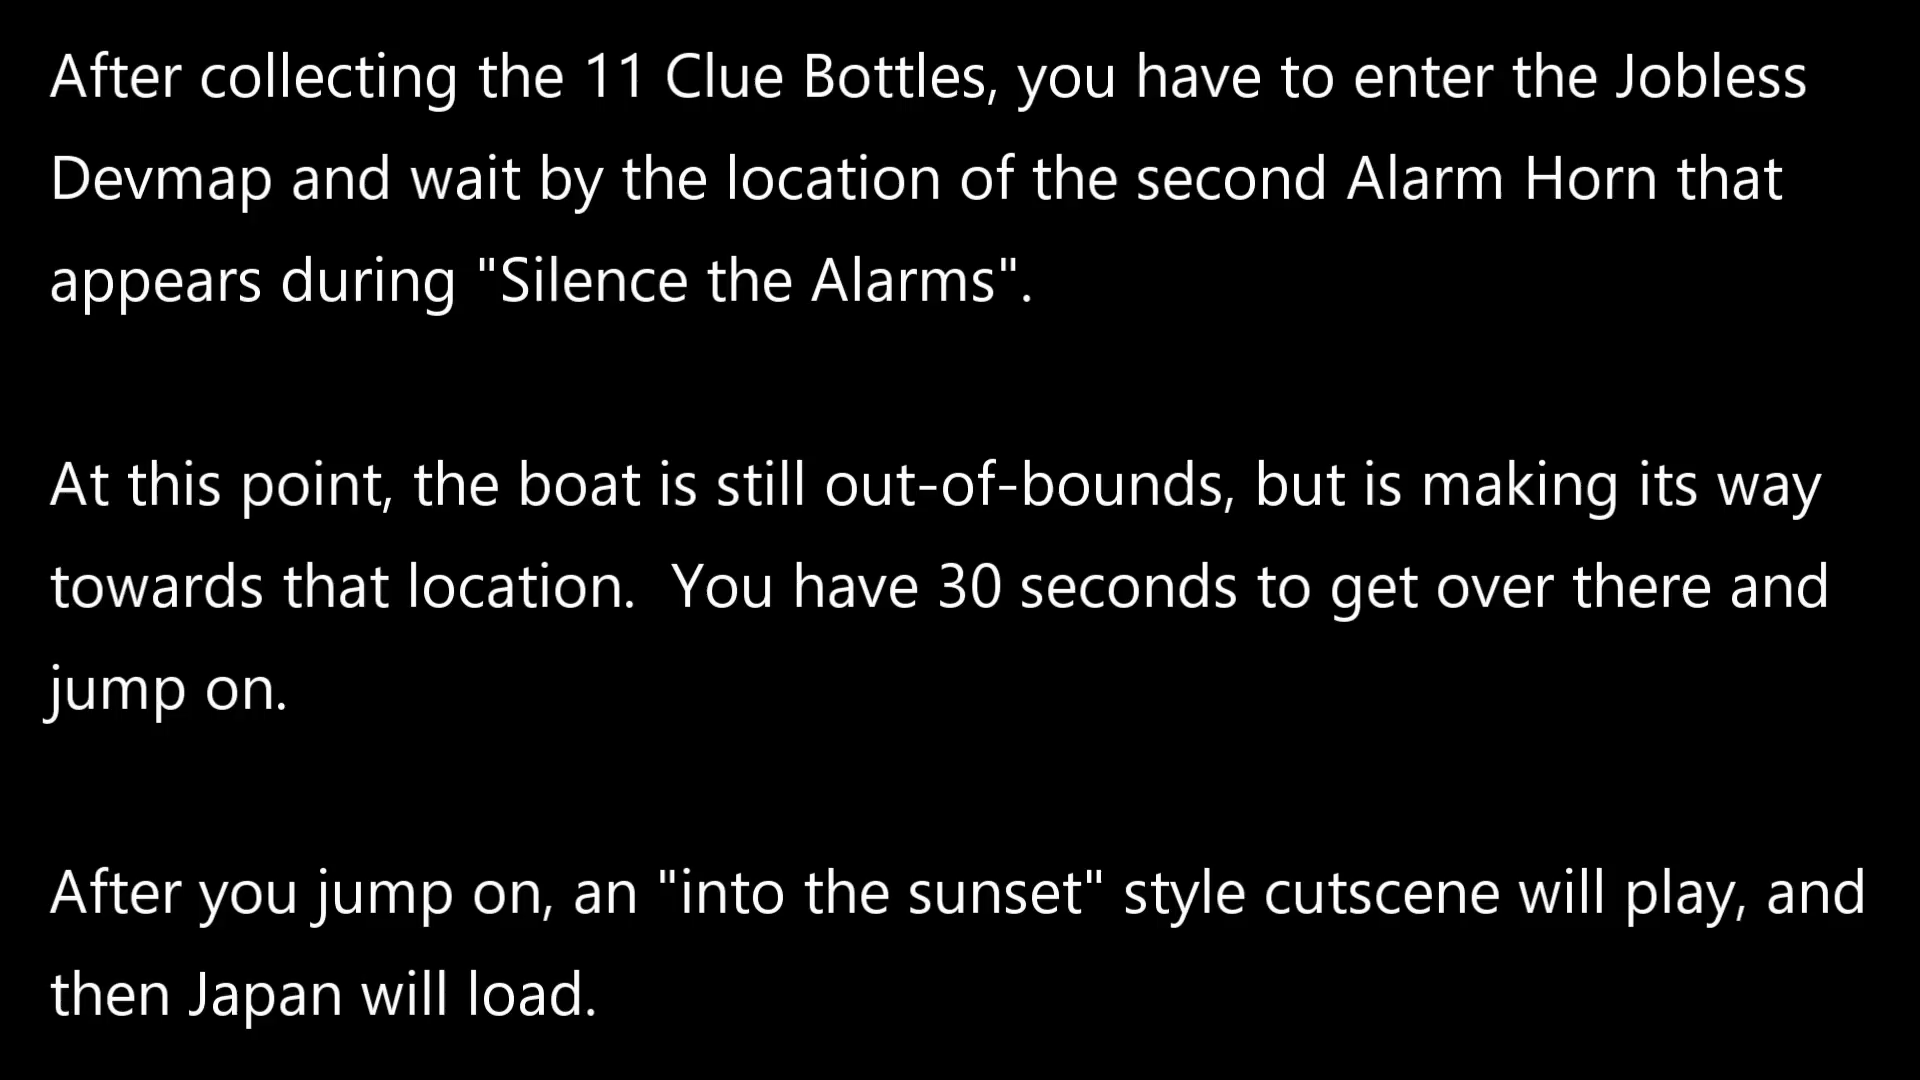 After collecting the 11 Clue Bottles, you have to enter the Jobless
Devmap and wait by the location of the second Alarm Horn that
appears during "Silence the Alarms".
At this point, the boat is still out-of-bounds, but is making its way
towards that location.  You have 30 seconds to get over there and
jump on.
After you jump on, an "into the sunset" style cutscene will play, and
then Japan will load.